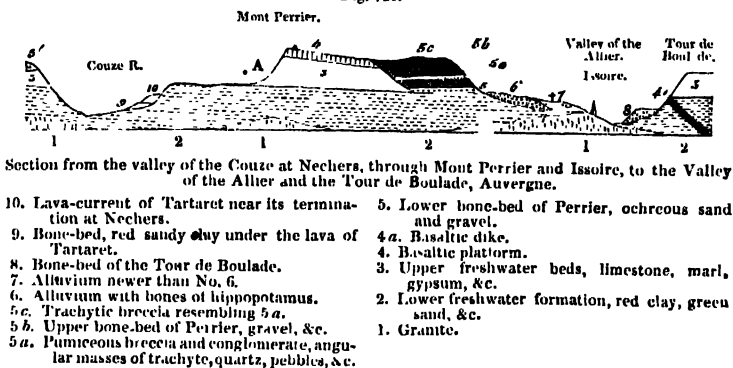 Mont Perrier.
5'
5
Couze R.
9
10
A
4
3
5c
5b
5a
5
6
7
Valley of the
Allier.
Issoire.
A
8
4a
Tour de
Boul de.
3
1
2
1
2
1
2
Section from the valley of the Couze at Nechers, through Mont Perrier and Issoire, to the Valley
of the Allier and the Tour de Boulade, Auvergne.
10. Lava-current of Tartaret near its termina-
tion at Nechers.
9. Bone-bed, red sandy clay under the lava of
Tartaret.
8. Bone-bed of the Tour de Boulade.
7. Alluvium newer than No. 6.
6. Alluvium with bones of hippopotamus.
5c. Trachytic breccia resembling 5a.
5b. Upper bone-bed of Perrier, gravel, &c.
5a. Pumiceous breccia and conglomerate, angu-
lar masses of trachyte, quartz, pebbles, &c.
5. Lower bone-bed of Perrier, ochreous sand
and gravel.
4a. Basaltic dike.
4. Basaltic platform.
3. Upper freshwater beds, limestone, marl,
gypsum, &c.
2. Lower freshwater formation, red clay, green
sand, &c.
1. Granite.